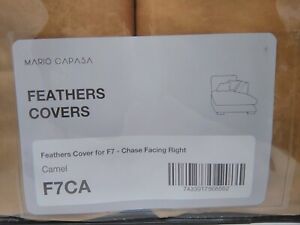 MARIO CAPASA
FEATHERS
COVERS
Feathers Cover for F7 - Chase Facing Right
Camel
F7CA